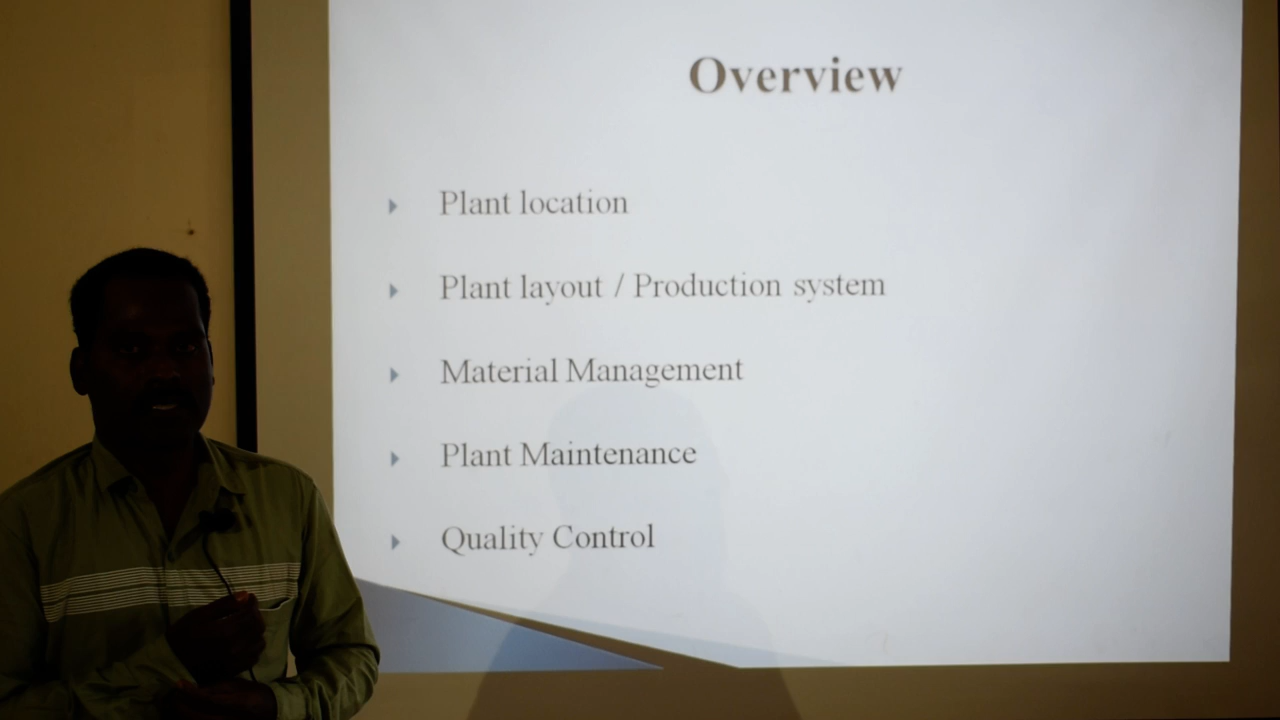 Overview
Plant location
Plant layout / Production system
Material Management
Plant Maintenance
Quality Control